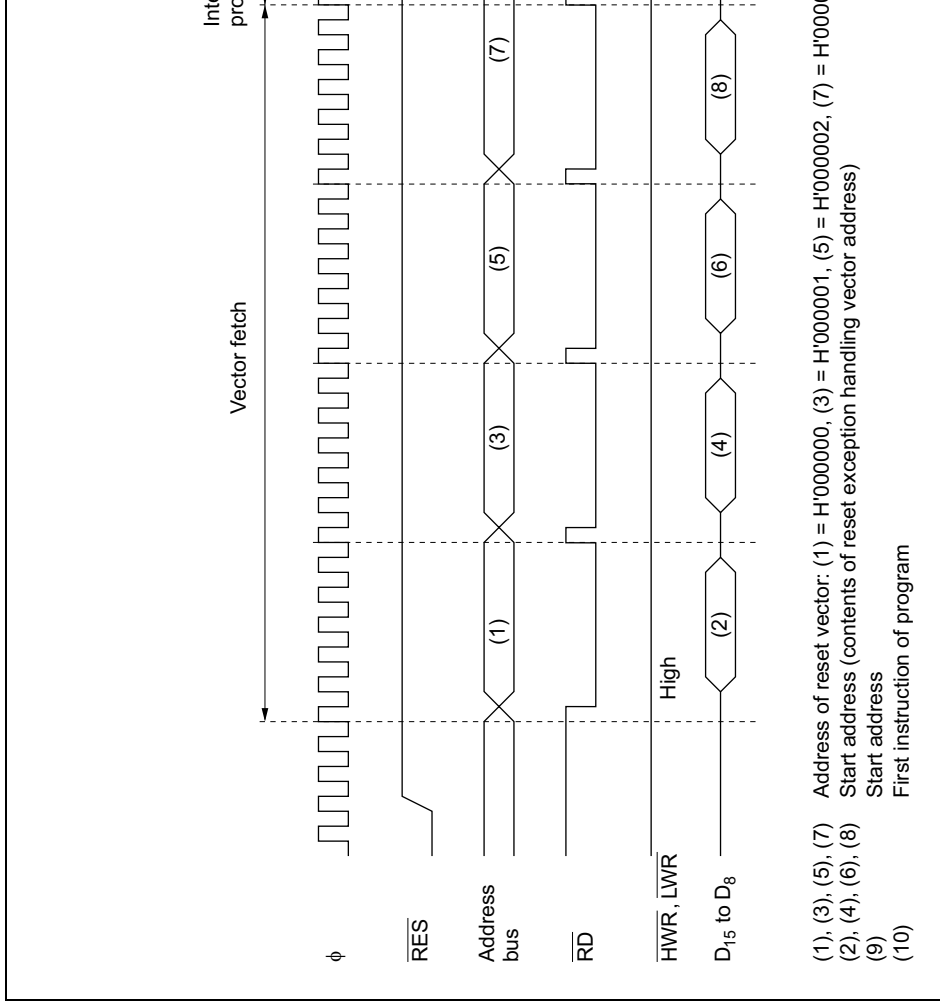 Vector fetch
Inte
pro
φ
RES
Address
bus
(1)
(3)
(5)
(7)
RD
HWR, LWR
High
D15 to D8
(2)
(4)
(6)
(8)
(1), (3), (5), (7) Address of reset vector: (1) = H'000000, (3) = H'000001, (5) = H'000002, (7) = H'0000
(2), (4), (6), (8) Start address (contents of reset exception handling vector address)
(9) Start address
(10) First instruction of program